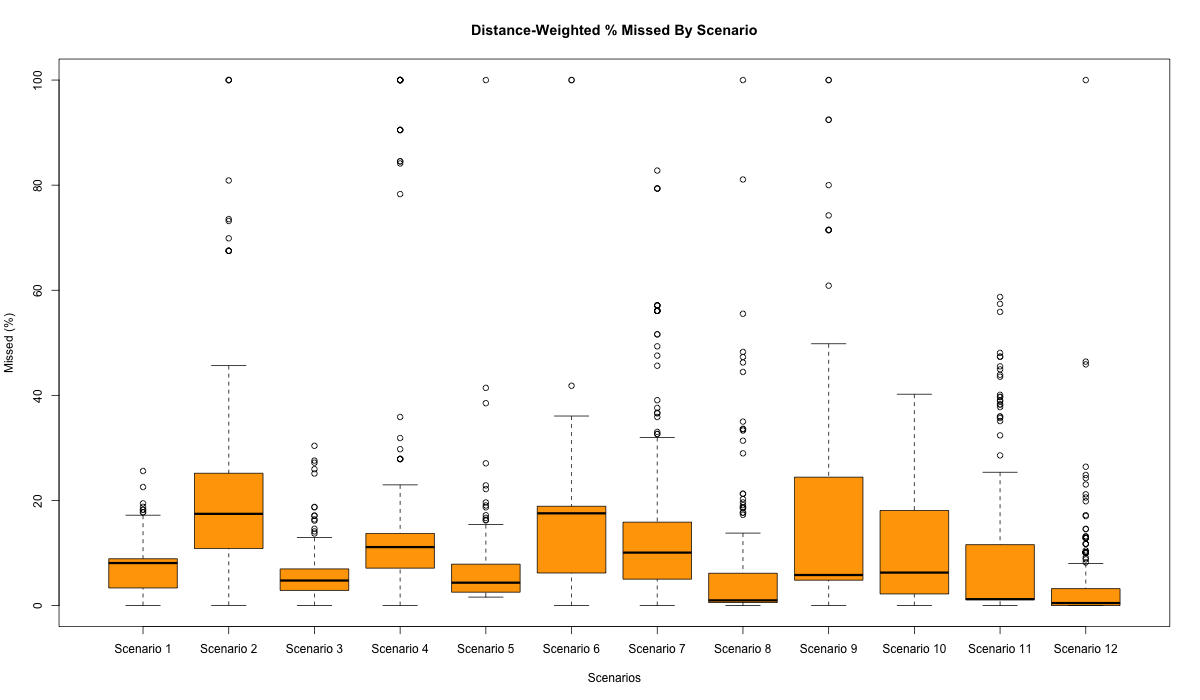 Distance-Weighted % Missed By Scenario
100
80
60
40
20
0
Missed (%)
Scenario 1 Scenario 2 Scenario 3 Scenario 4 Scenario 5 Scenario 6 Scenario 7 Scenario 8 Scenario 9 Scenario 10 Scenario 11 Scenario 12
Scenarios